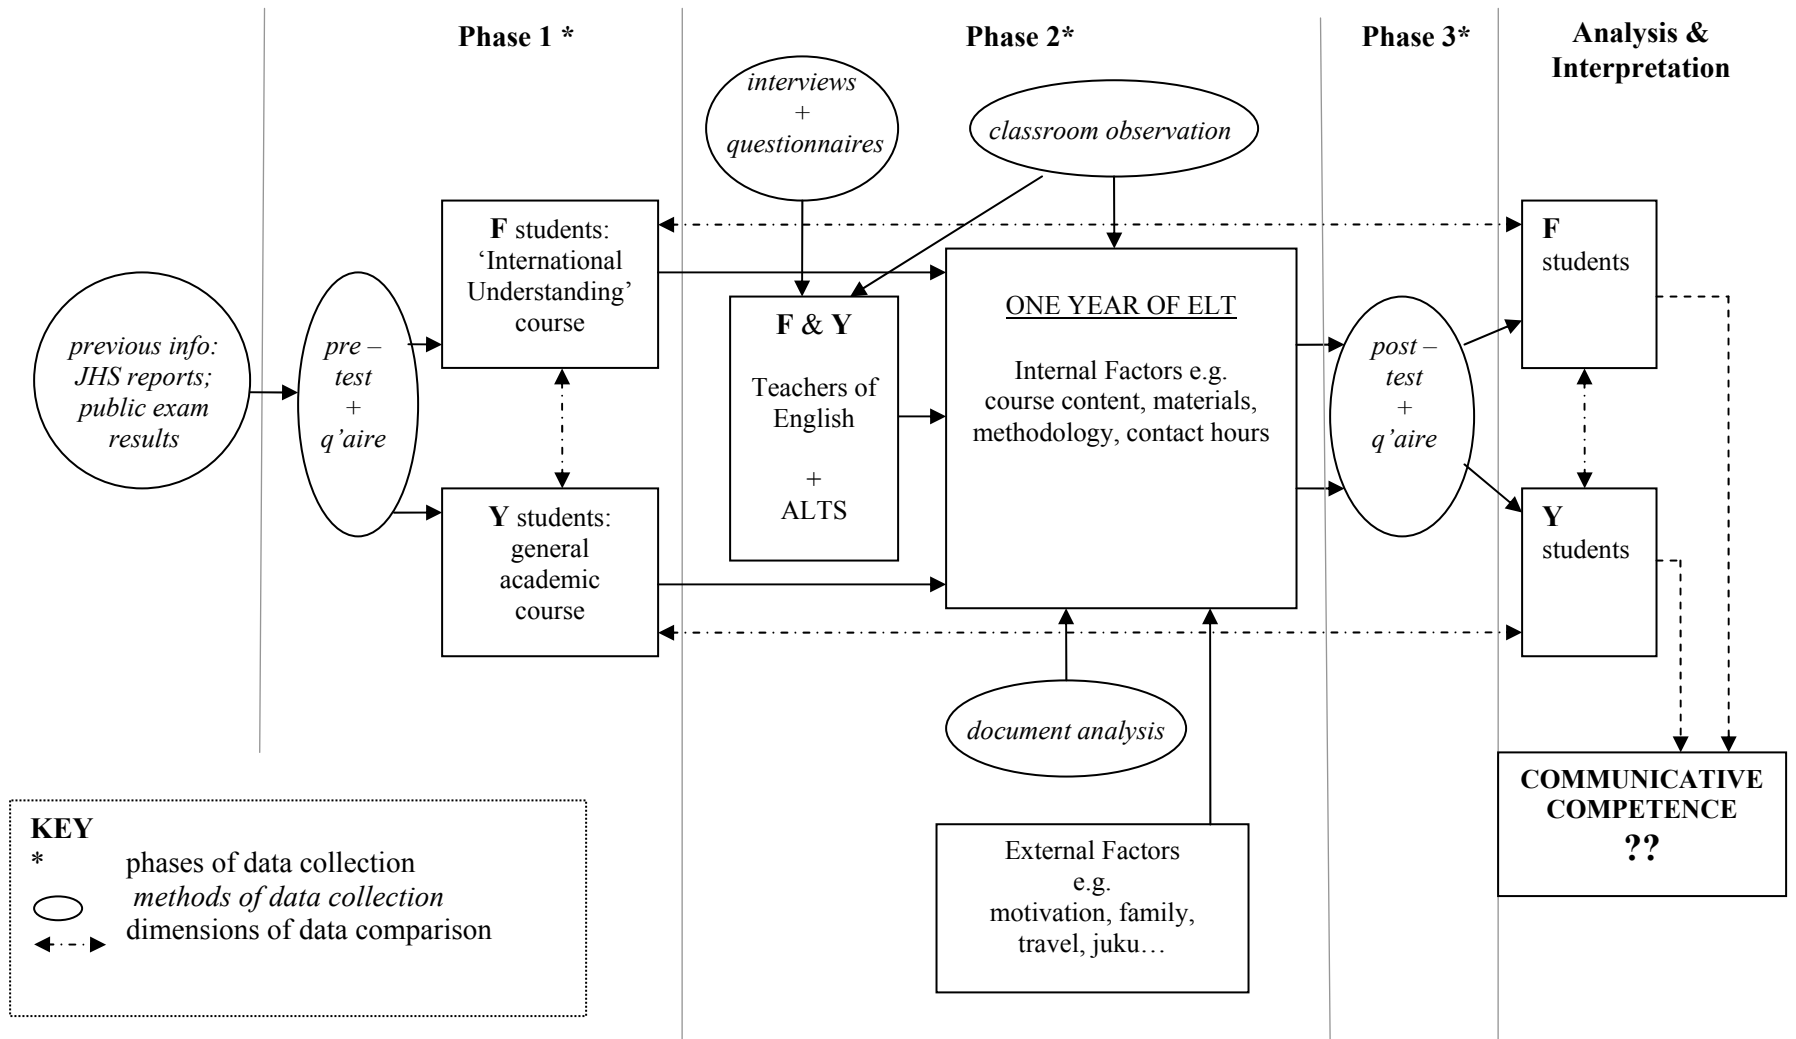 Phase 1 *
Phase 2*
Phase 3*
Analysis &
Interpretation
previous info:
JHS reports;
public exam
results
pre –
test
+
q’aire
F students:
‘International
Understanding’
course
Y students:
general
academic
course
interviews
+
questionnaires
classroom observation
F & Y
Teachers of
English
+
ALTS
ONE YEAR OF ELT
Internal Factors e.g.
course content, materials,
methodology, contact hours
document analysis
External Factors
e.g.
motivation, family,
travel, juku…
post –
test
+
q’aire
F
students
Y
students
COMMUNICATIVE
COMPETENCE
??
KEY
* phases of data collection
methods of data collection
dimensions of data comparison